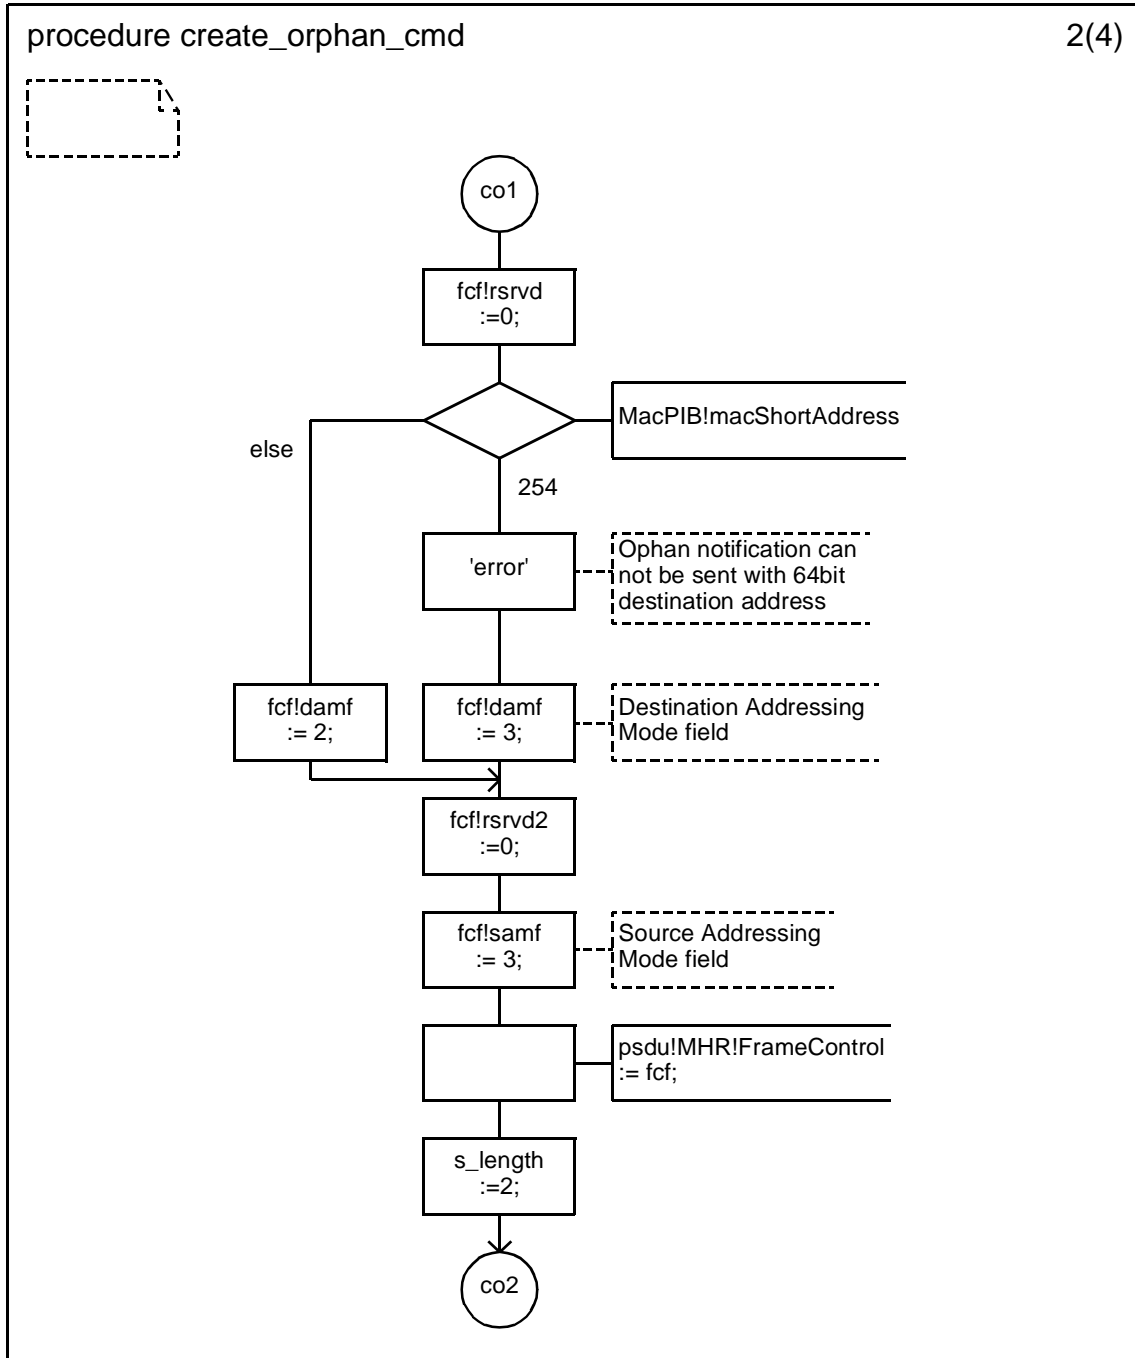 procedure create_orphan_cmd
2(4)
co1
fcf!rsrvd
:=0;
MacPIB!macShortAddress
else
254
'error'
Ophan notification can
not be sent with 64bit
destination address
fcf!damf
:= 2;
fcf!damf
:= 3;
Destination Addressing
Mode field
fcf!rsrvd2
:=0;
fcf!samf
:= 3;
Source Addressing
Mode field
psdu!MHR!FrameControl
:= fcf;
s_length
:=2;
co2